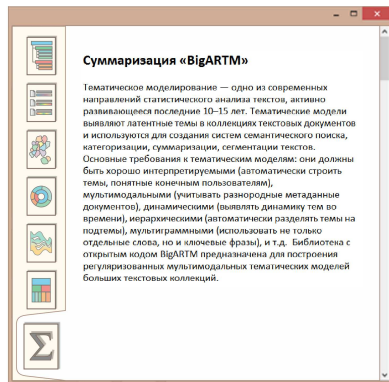 Суммаризация «BigARTM»
Тематическое моделирование — одно из современных
направлений статистического анализа текстов, активно
развивающееся последние 10–15 лет. Тематические модели
выявляют латентные темы в коллекциях текстовых документов
и используются для создания систем семантического поиска,
категоризации, суммаризации, сегментации текстов.
Основные требования к тематическим моделям: они должны
быть хорошо интерпретируемыми (автоматически строить
темы, понятные конечным пользователям),
мультимодальными (учитывать разнородные метаданные
документов), динамическими (выявлять динамику тем во
времени), иерархическими (автоматически разделять темы на
подтемы), мультиграммными (использовать не только
отдельные слова, но и ключевые фразы), и т.д.  Библиотека с
открытым кодом BigARTM предназначена для построения
регуляризованных мультимодальных тематических моделей
больших текстовых коллекций.
Σ